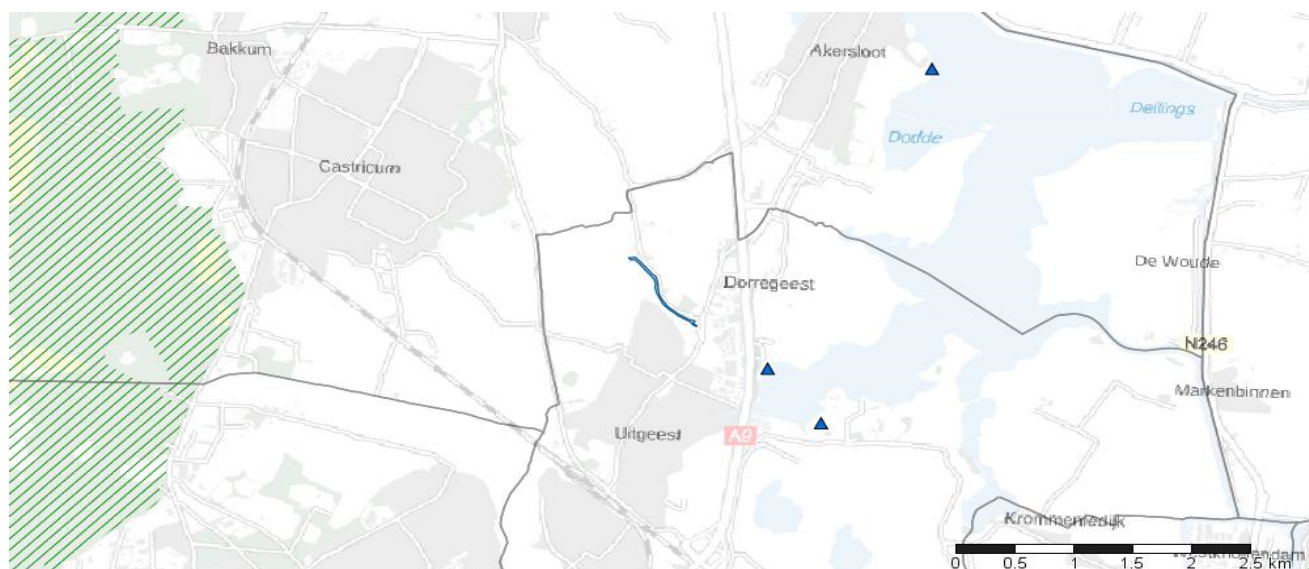 Bakkum
Akersloot
Deilings
Dodde
Castricum
De Woude
Dorregeest
N246
Markenbinnen
Uitgeest
A9
Krommeniedijk
0 0.5 1 1.5 2 2.5 km